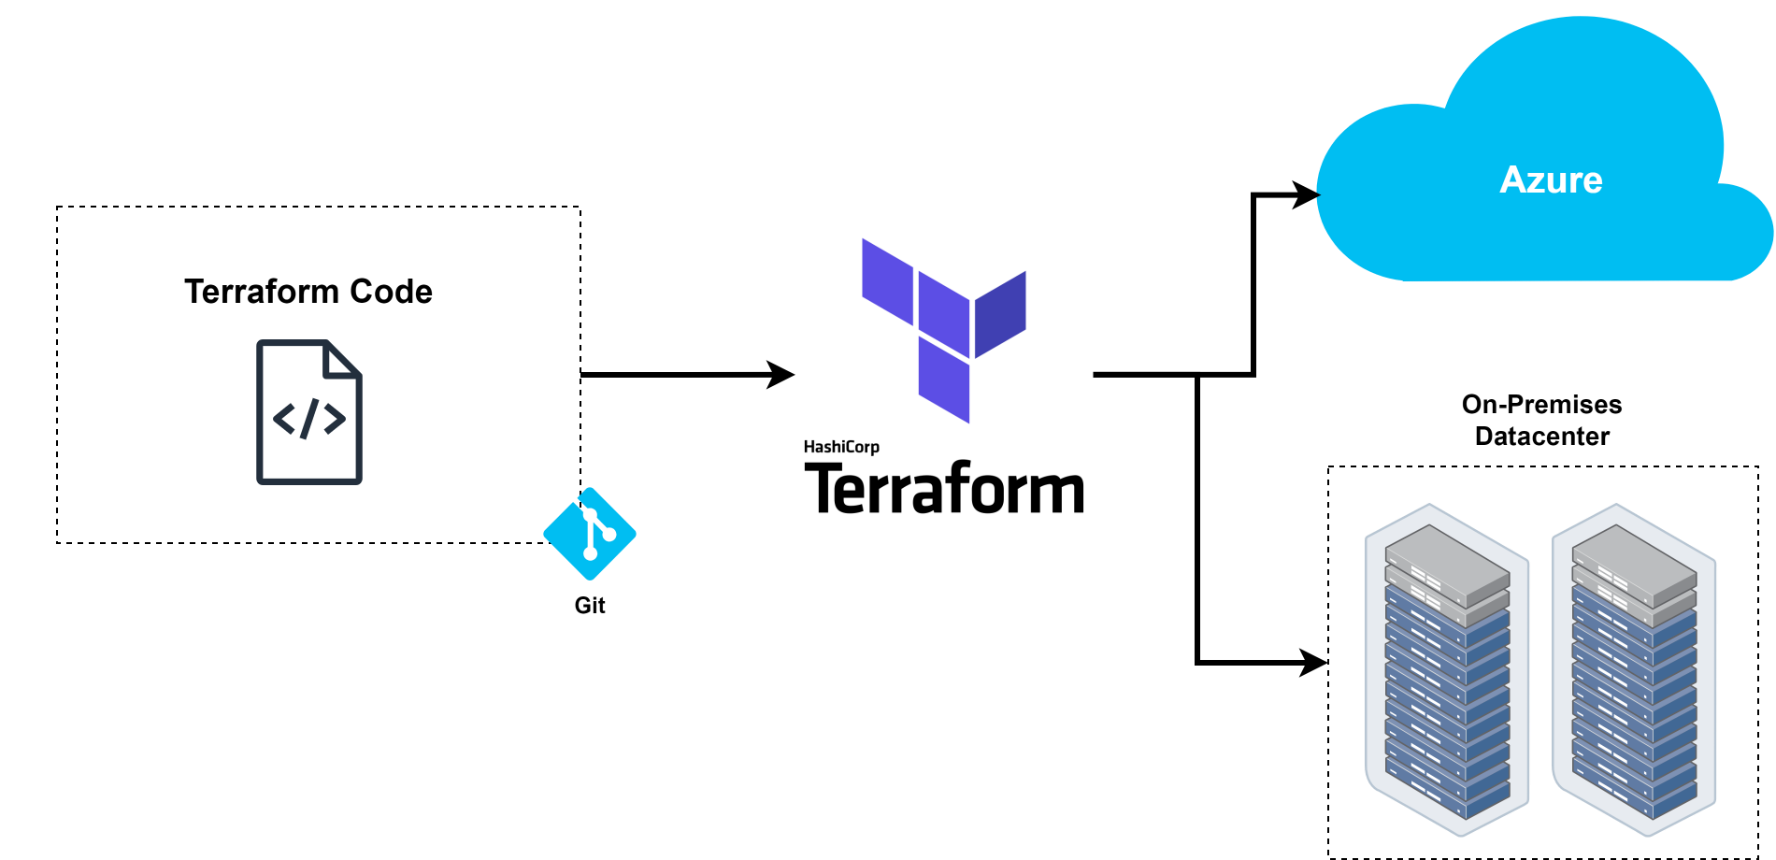 Terraform Code
</>
Git
HashiCorp
Terraform
Azure
On-Premises
Datacenter